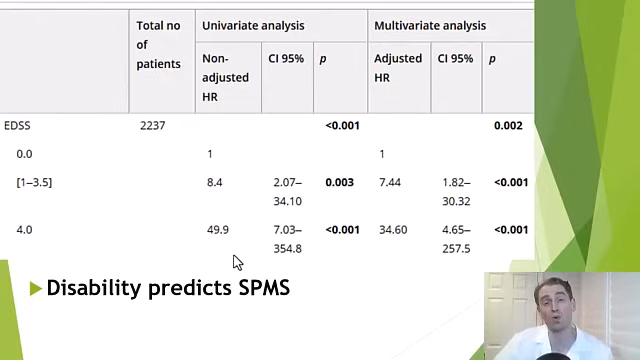 Total no of patients
Univariate analysis
Multivariate analysis
Non-adjusted HR
CI 95%
p
Adjusted HR
CI 95%
p
EDSS 2237 <0.001 0.002
0.0 1 1
[1–3.5] 8.4 2.07–34.10 0.003 7.44 1.82–30.32 <0.001
4.0 49.9 7.03–354.8 <0.001 34.60 4.65–257.5 <0.001
Disability predicts SPMS